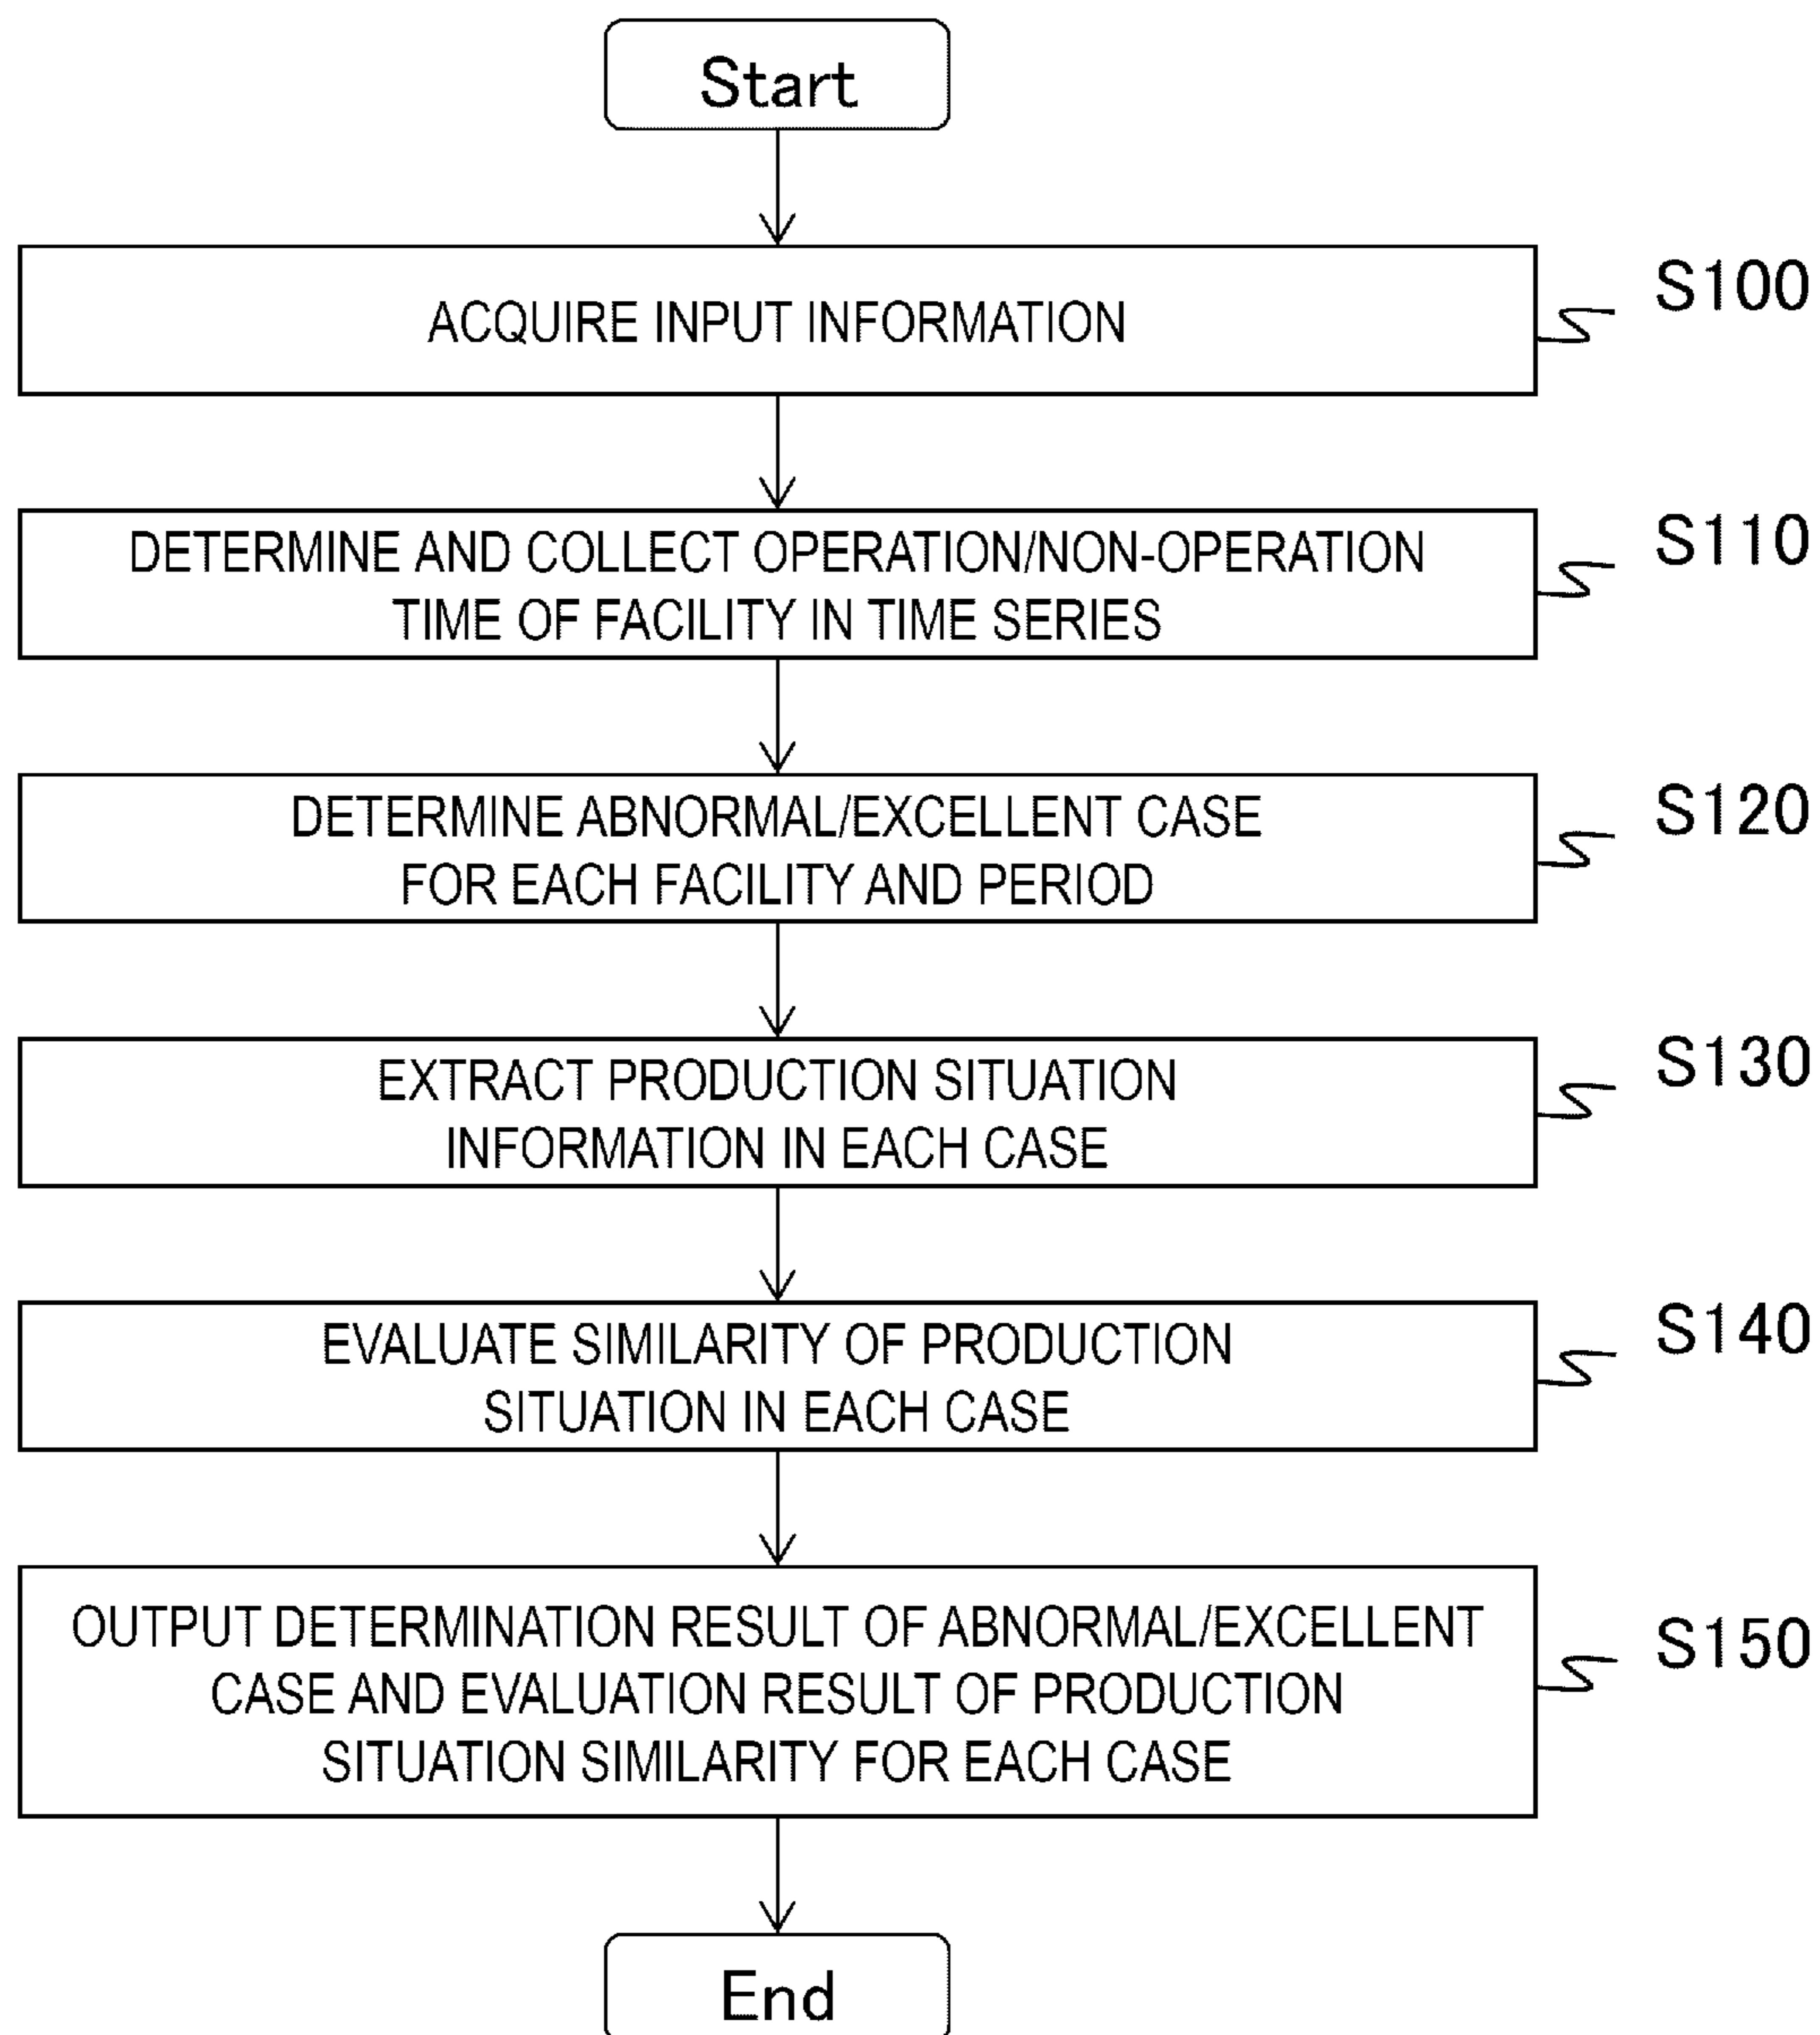 Start
ACQUIRE INPUT INFORMATION
S100
DETERMINE AND COLLECT OPERATION/NON-OPERATION
TIME OF FACILITY IN TIME SERIES
S110
DETERMINE ABNORMAL/EXCELLENT CASE
FOR EACH FACILITY AND PERIOD
S120
EXTRACT PRODUCTION SITUATION
INFORMATION IN EACH CASE
S130
EVALUATE SIMILARITY OF PRODUCTION
SITUATION IN EACH CASE
S140
OUTPUT DETERMINATION RESULT OF ABNORMAL/EXCELLENT
CASE AND EVALUATION RESULT OF PRODUCTION
SITUATION SIMILARITY FOR EACH CASE
S150
End